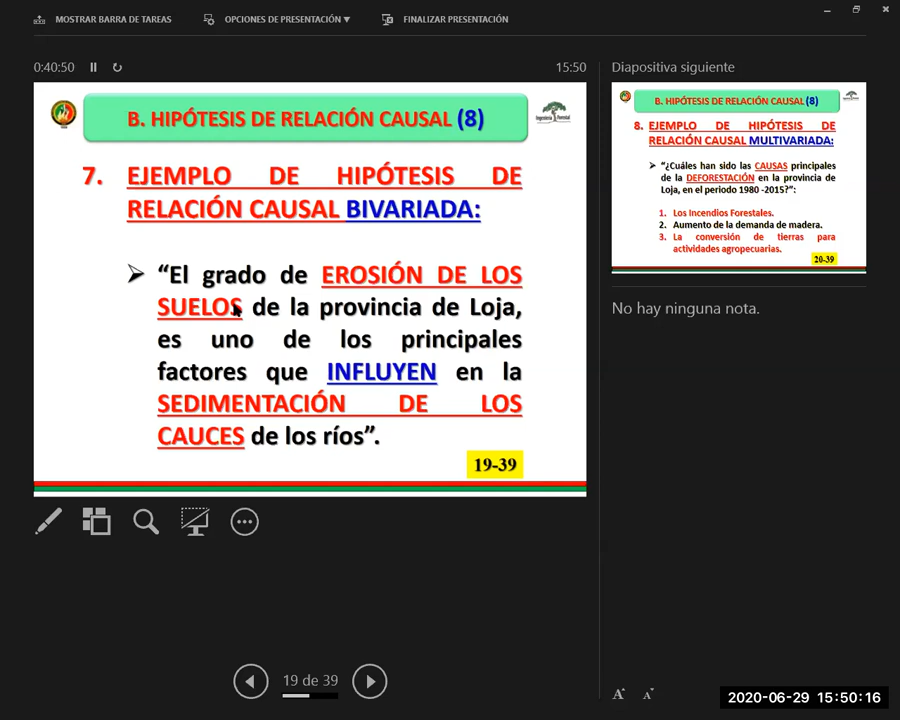 MOSTRAR BARRA DE TAREAS
OPCIONES DE PRESENTACIÓN ▼
FINALIZAR PRESENTACIÓN
0:40:50
15:50
B. HIPÓTESIS DE RELACIÓN CAUSAL (8)
Ingeniería Forestal
7. EJEMPLO DE HIPÓTESIS DE
RELACIÓN CAUSAL BIVARIADA:
➢ “El grado de EROSIÓN DE LOS
SUELOS de la provincia de Loja,
es uno de los principales
factores que INFLUYEN en la
SEDIMENTACIÓN DE LOS
CAUCES de los ríos”.
19-39
Diapositiva siguiente
B. HIPÓTESIS DE RELACIÓN CAUSAL (8)
8. EJEMPLO DE HIPÓTESIS DE
RELACIÓN CAUSAL MULTIVARIADA:
➢ “¿Cuáles han sido las CAUSAS principales
de la DEFORESTACIÓN en la provincia de
Loja, en el periodo 1980 -2015?”:
1. Los Incendios Forestales.
2. Aumento de la demanda de madera.
3. La conversión de tierras para
actividades agropecuarias.
20-39
No hay ninguna nota.
19 de 39
A A
2020-06-29 15:50:16